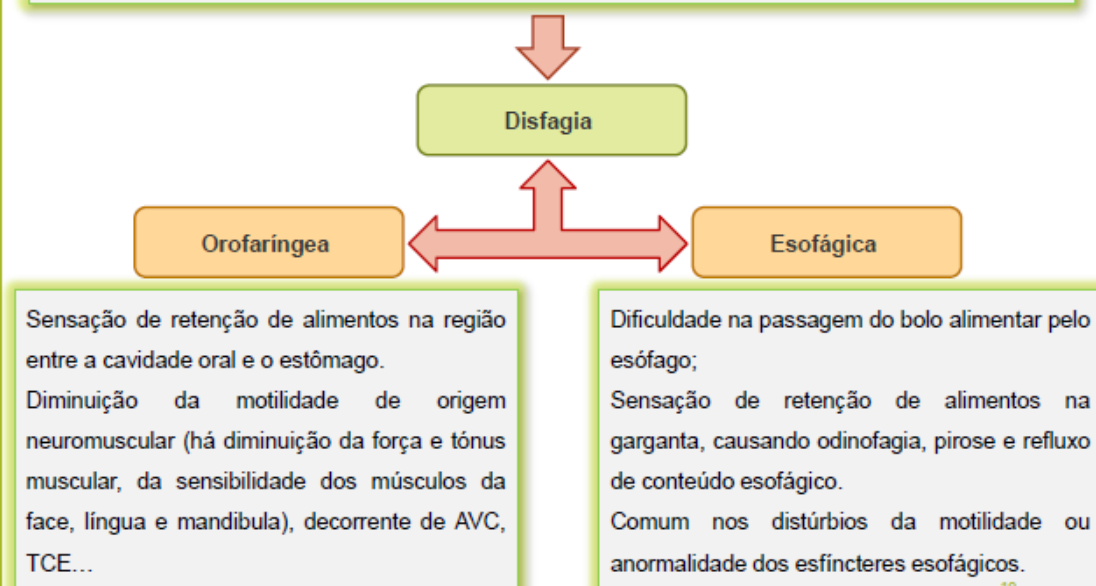 Disfagia
Orofaríngea
Esofágica
Sensação de retenção de alimentos na região
entre a cavidade oral e o estômago.
Diminuição da motilidade de origem
neuromuscular (há diminuição da força e tónus
muscular, da sensibilidade dos músculos da
face, língua e mandibula), decorrente de AVC,
TCE...
Dificuldade na passagem do bolo alimentar pelo
esófago;
Sensação de retenção de alimentos na
garganta, causando odinofagia, pirose e refluxo
de conteúdo esofágico.
Comum nos distúrbios da motilidade ou
anormalidade dos esfíncteres esofágicos.